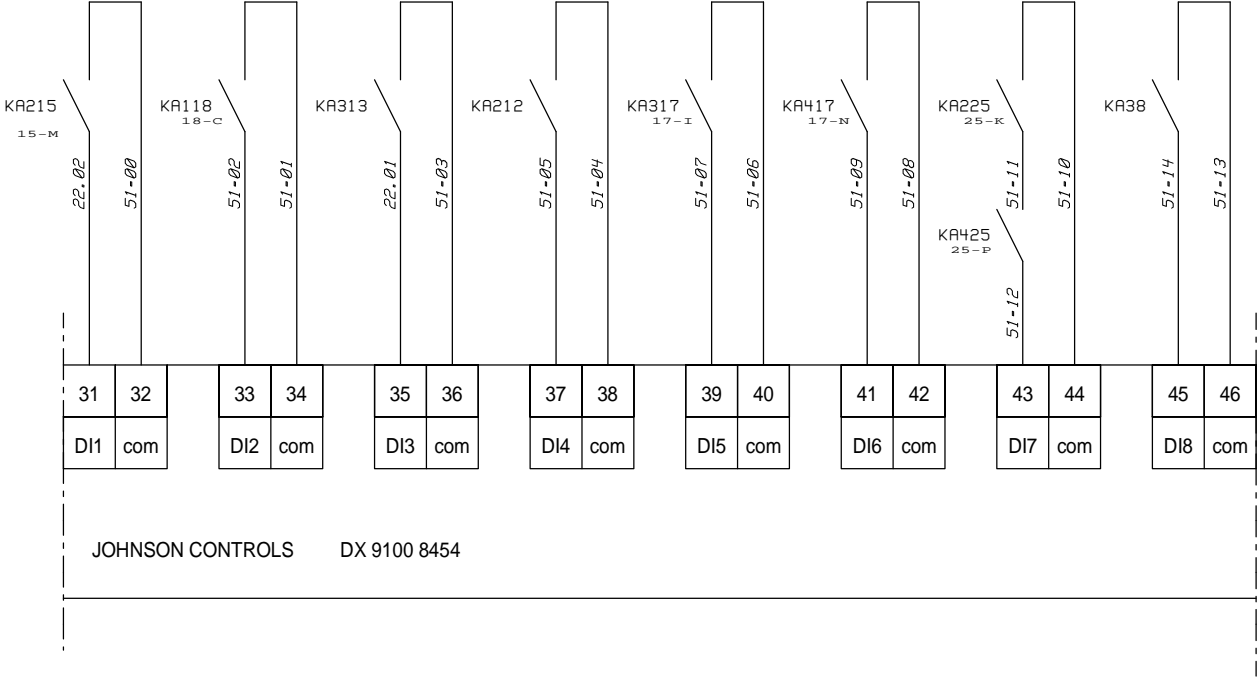 KA215 KA118 KA313 KA212 KA317 KA417 KA225 KA38
15-M 18-C 17-I 17-N 25-K
22.02 51-00 51-02 51-01 22.01 51-03 51-05 51-04 51-07 51-06 51-09 51-08 51-11 51-10 51-14 51-13
KA425
25-P
51-12
31 32 33 34 35 36 37 38 39 40 41 42 43 44 45 46
DI1 com DI2 com DI3 com DI4 com DI5 com DI6 com DI7 com DI8 com
JOHNSON CONTROLS DX 9100 8454